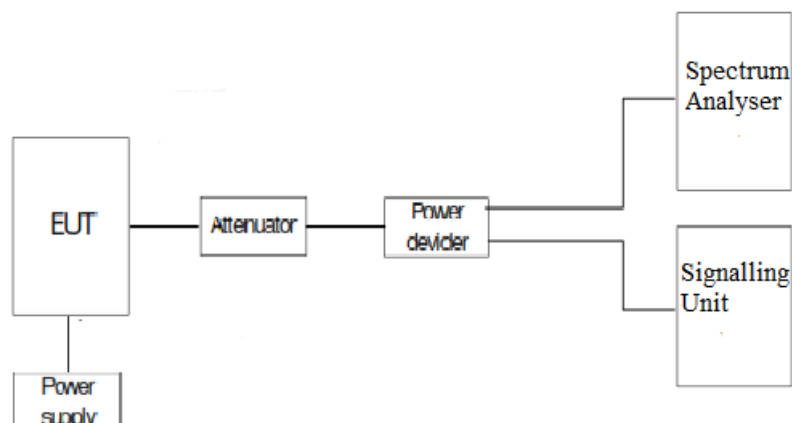 Spectrum
Analyser
EUT
Attenuator
Power
devider
Signalling
Unit
Power
supply